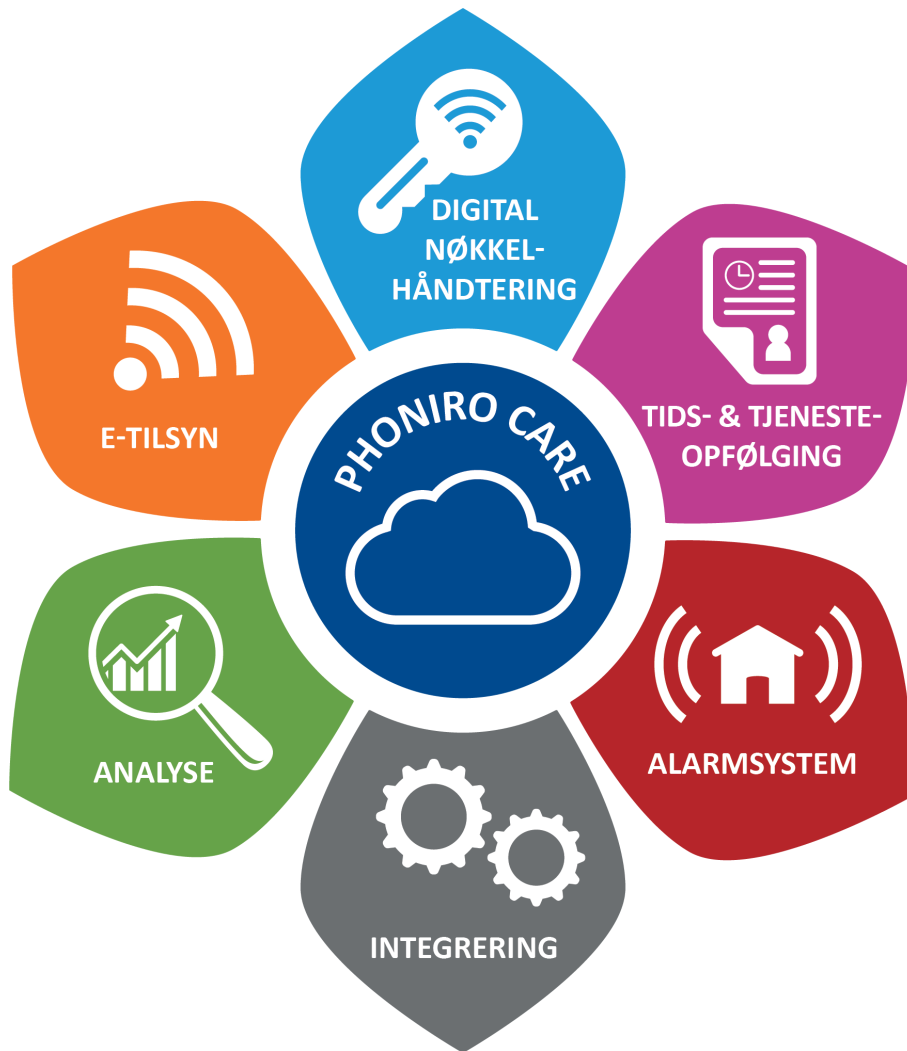 DIGITAL
NØKKEL-
HÅNDTERING
TIDS- & TJENESTE-
OPFØLGING
ALARMSYSTEM
INTEGRERING
ANALYSE
E-TILSYN
PHONIRO CARE